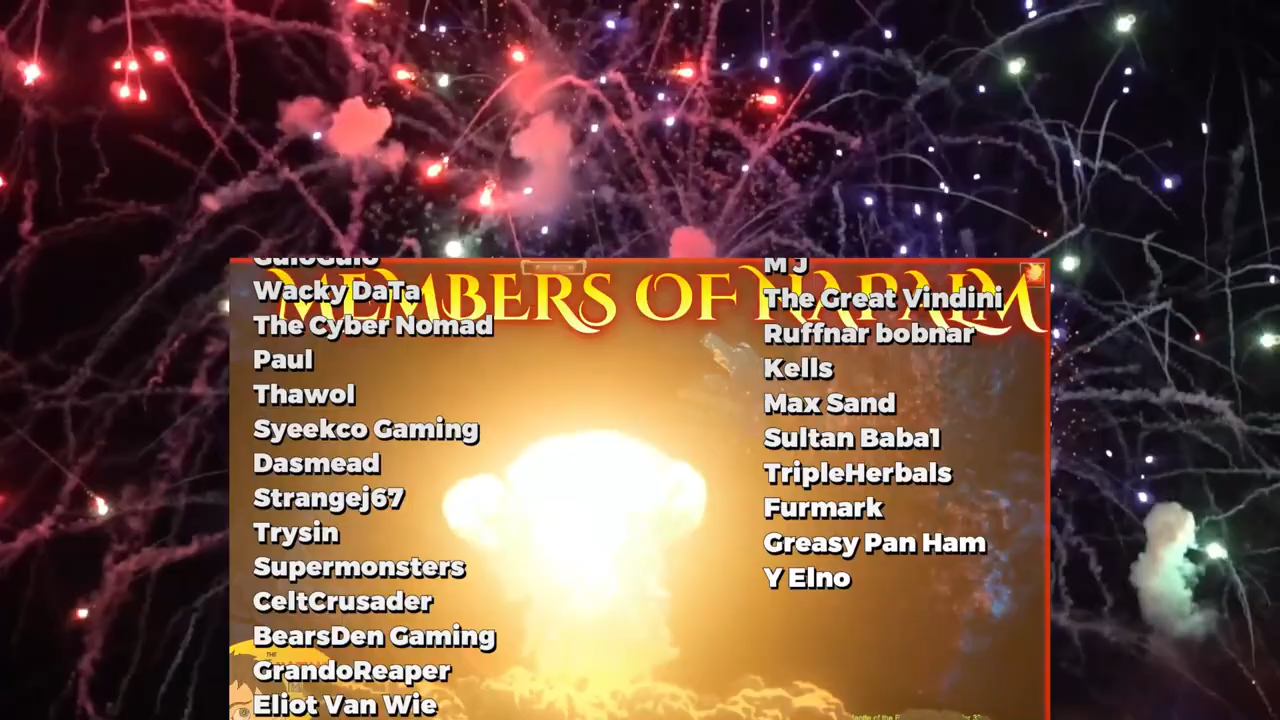 MEMBERS OF NAPALM
Wacky DaTa
The Cyber Nomad
Paul
Thawol
Syeekco Gaming
Dasmead
Strangej67
Trysin
Supermonsters
CeltCrusader
BearsDen Gaming
GrandoReaper
Eliot Van Wie
M J
The Great Vindini
Ruffnar bobnar
Kells
Max Sand
Sultan Baba1
TripleHerbals
Furmark
Greasy Pan Ham
Y Elno
THE